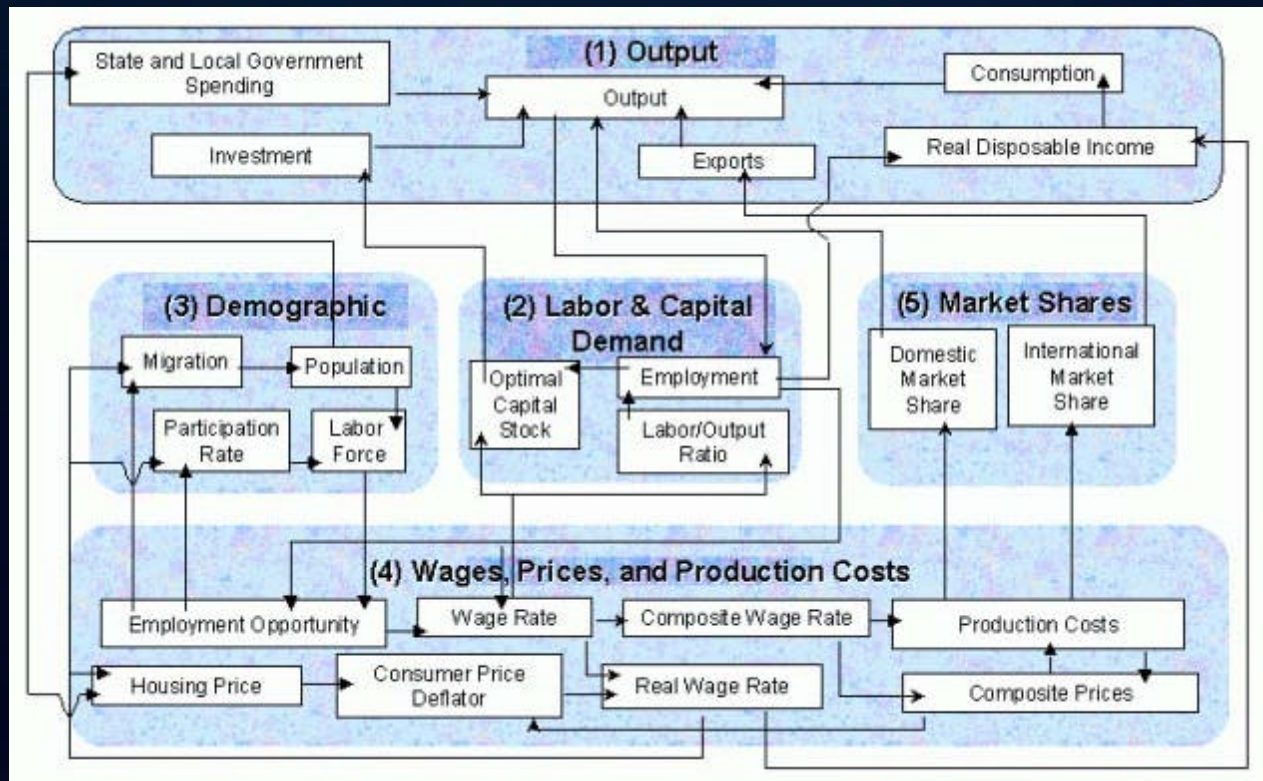 (1) Output
State and Local Government
Spending
Output
Consumption
Investment
Exports
Real Disposable Income
(3) Demographic
Migration
Population
Participation
Rate
Labor
Force
(2) Labor & Capital
Demand
Optimal
Capital
Stock
Employment
Labor/Output
Ratio
(5) Market Shares
Domestic
Market
Share
International
Market
Share
(4) Wages, Prices, and Production Costs
Employment Opportunity
Wage Rate
Composite Wage Rate
Production Costs
Housing Price
Consumer Price
Deflator
Real Wage Rate
Composite Prices